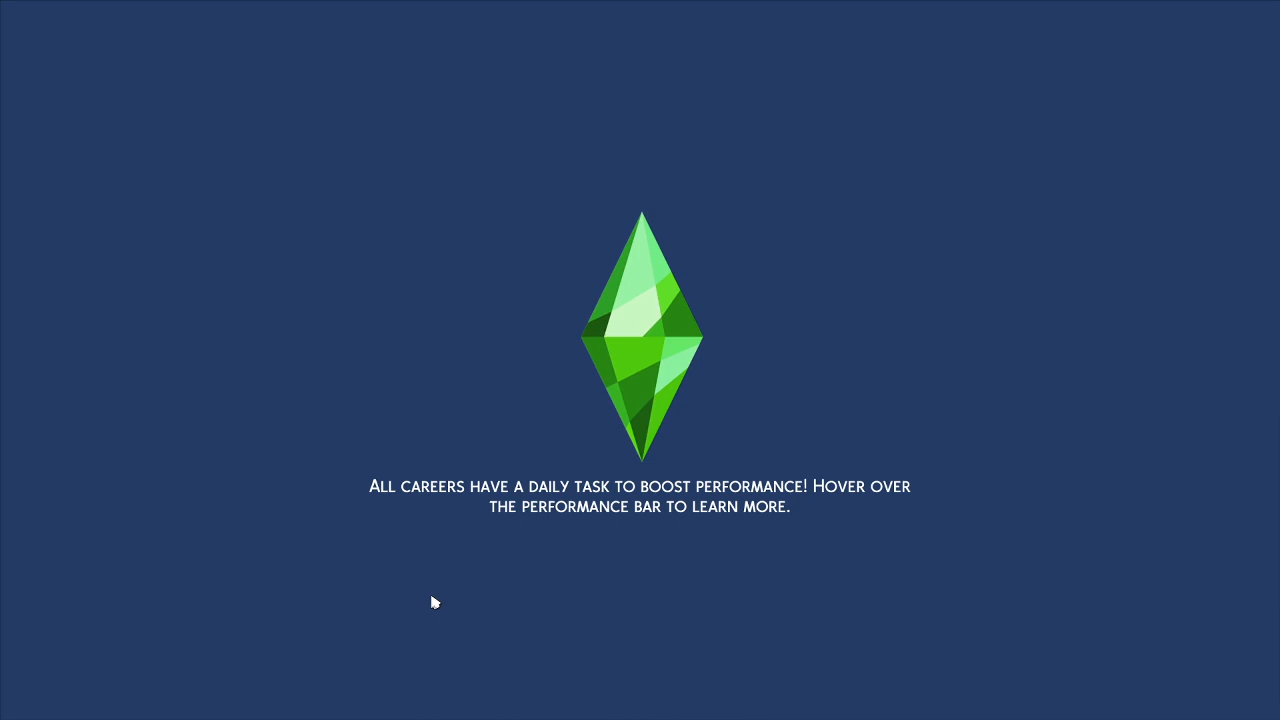 All careers have a daily task to boost performance! Hover over
the performance bar to learn more.